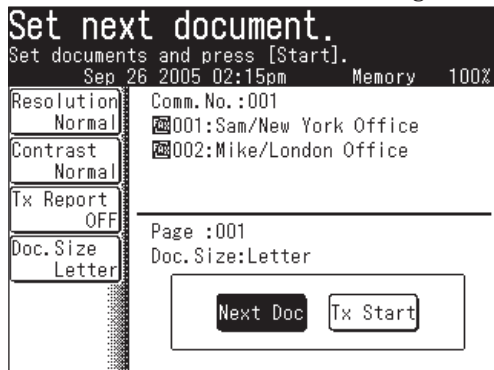 Set next document.
Set documents and press [Start].
Sep 26 2005 02:15pm Memory 100%
Resolution
Normal
Contrast
Normal
Tx Report
OFF
Doc.Size
Letter
Comm.No.:001
FAX001:Sam/New York Office
FAX002:Mike/London Office
Page :001
Doc.Size:Letter
Next Doc Tx Start